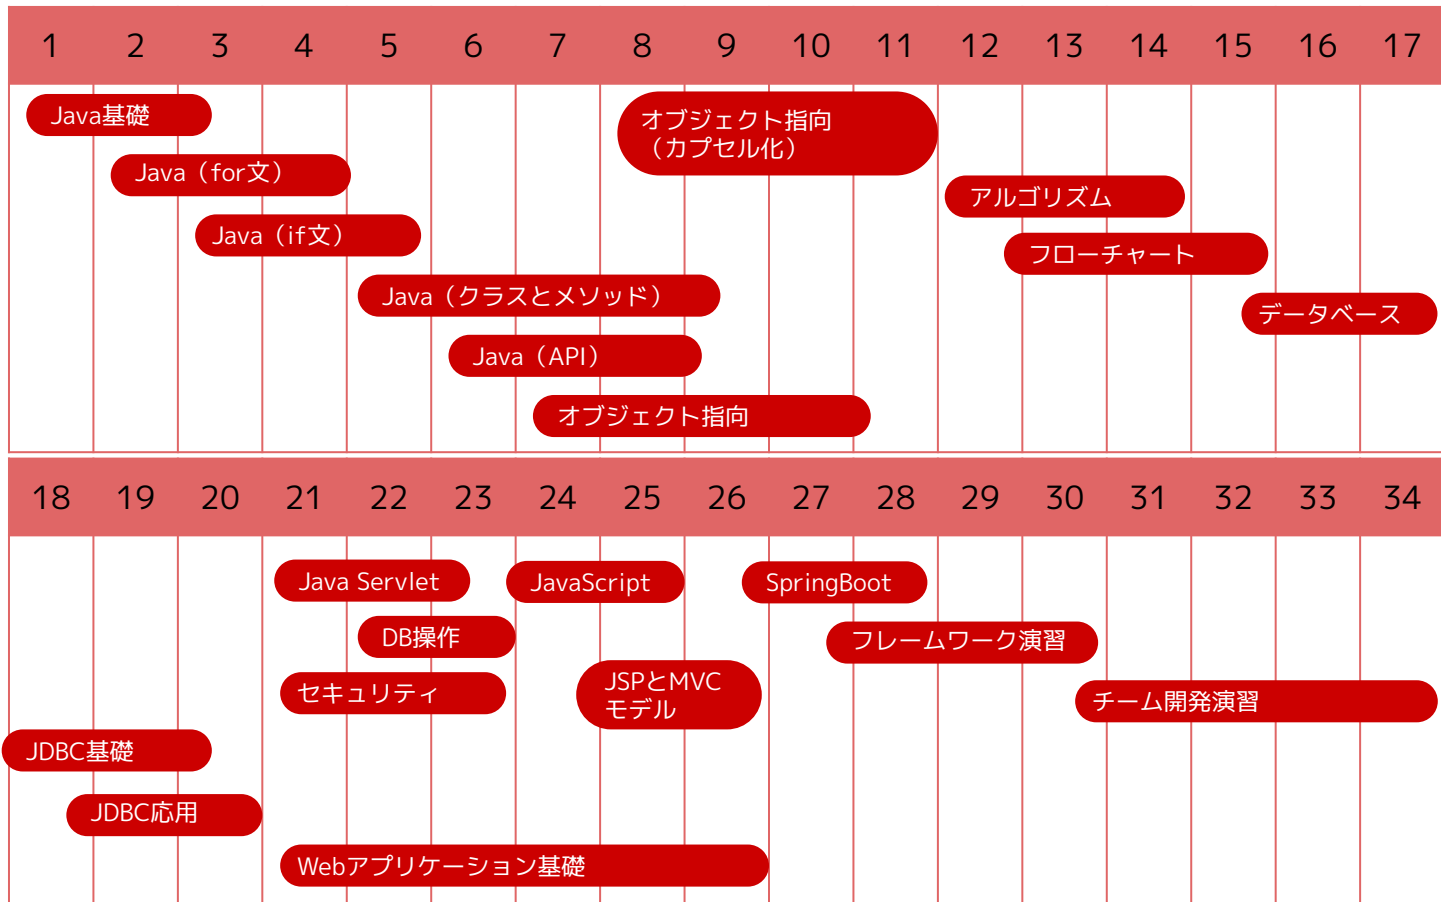 1 2 3 4 5 6 7 8 9 10 11 12 13 14 15 16 17
Java基礎
オブジェクト指向
（カプセル化）
Java（for文）
アルゴリズム
Java（if文）
フローチャート
Java（クラスとメソッド）
データベース
Java（API）
オブジェクト指向
18 19 20 21 22 23 24 25 26 27 28 29 30 31 32 33 34
Java Servlet
JavaScript
SpringBoot
DB操作
フレームワーク演習
セキュリティ
JSPとMVC
モデル
チーム開発演習
JDBC基礎
JDBC応用
Webアプリケーション基礎